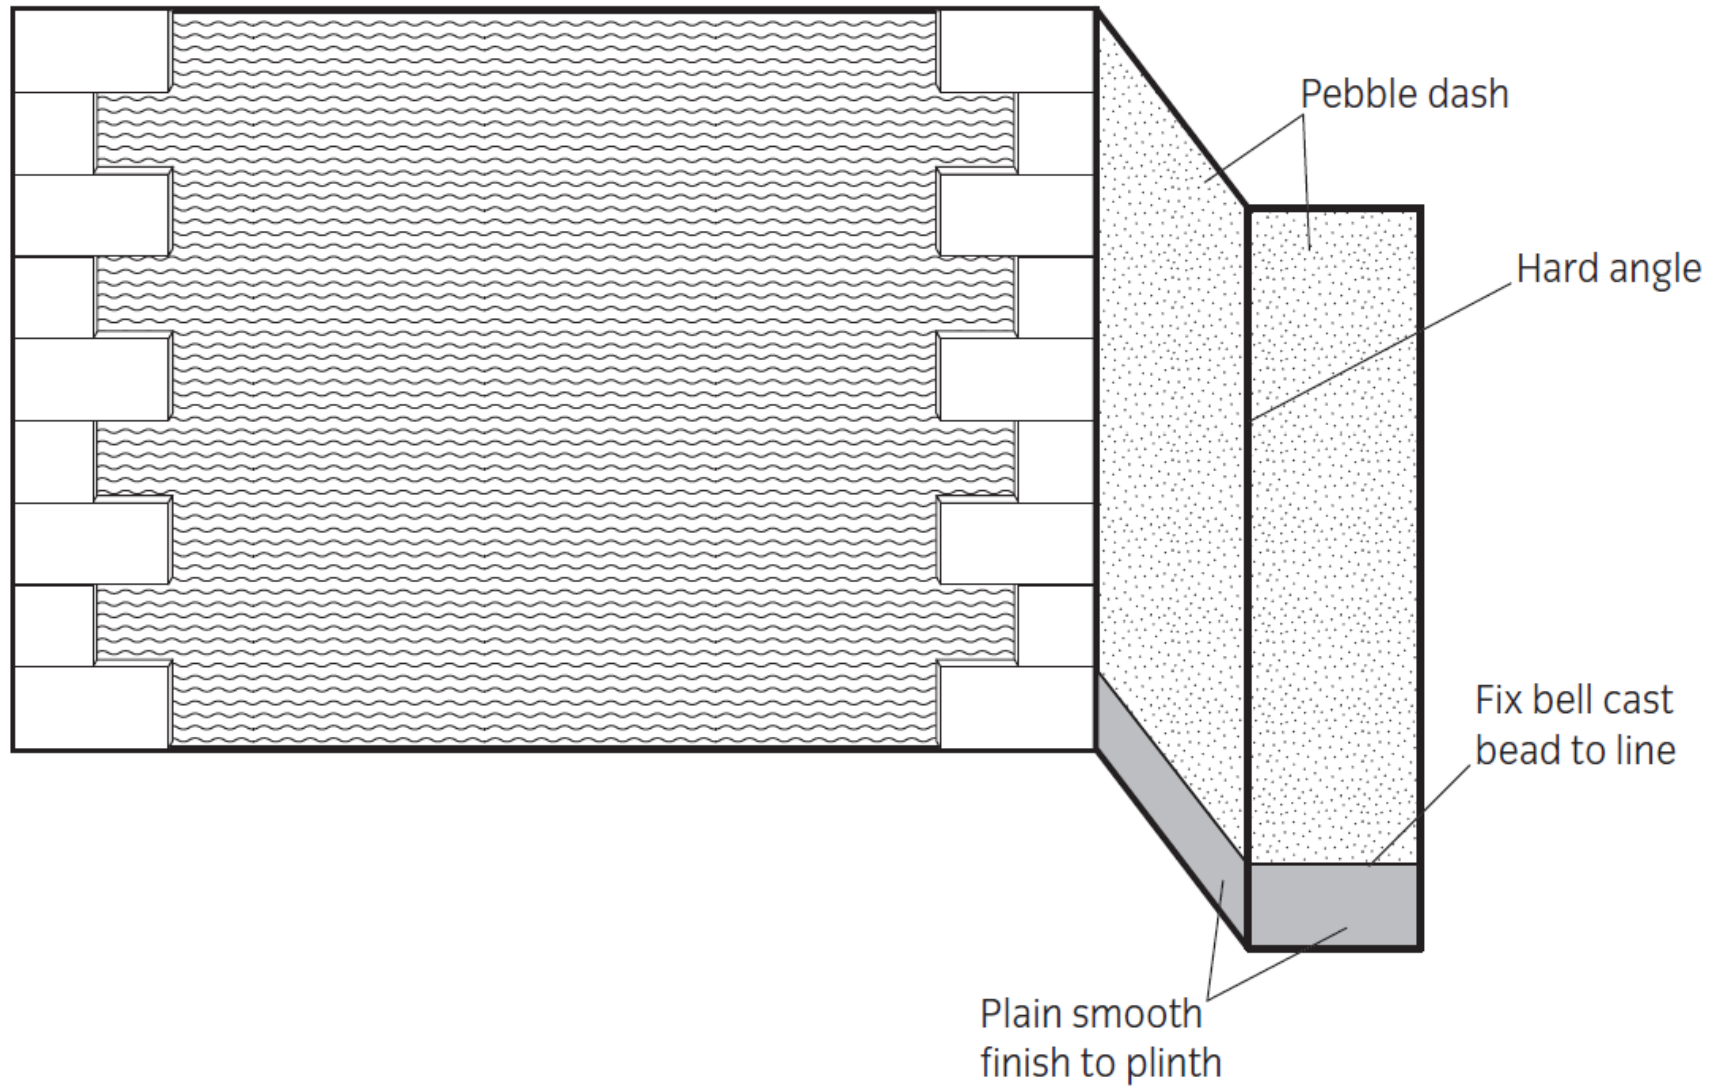 Pebble dash
Hard angle
Fix bell cast
bead to line
Plain smooth
finish to plinth